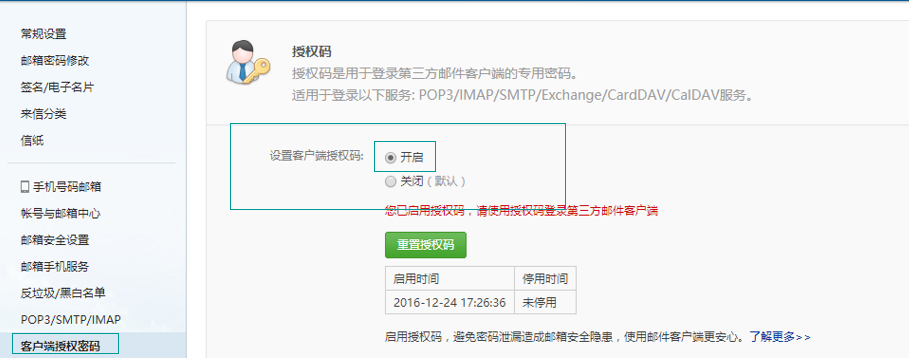 常规设置
邮箱密码修改
签名/电子名片
来信分类
信纸
手机号码邮箱
帐号与邮箱中心
邮箱安全设置
邮箱手机服务
反垃圾/黑白名单
POP3/SMTP/IMAP
客户端授权密码
授权码
授权码是用于登录第三方邮件客户端的专用密码。
适用于登录以下服务: POP3/IMAP/SMTP/Exchange/CardDAV/CalDAV服务。
设置客户端授权码: 开启
关闭（默认）
您已启用授权码，请使用授权码登录第三方邮件客户端
重置授权码
启用时间 停用时间
2016-12-24 17:26:36 未停用
启用授权码，避免密码泄漏造成邮箱安全隐患，使用邮件客户端更安心。了解更多>>